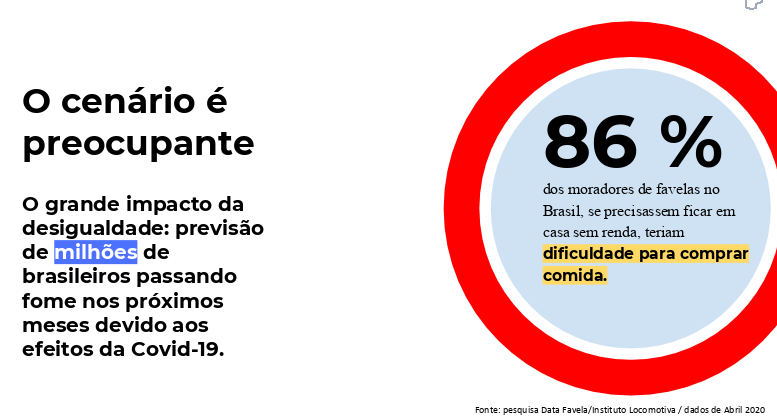 O cenário é
preocupante
O grande impacto da
desigualdade: previsão
de milhões de
brasileiros passando
fome nos próximos
meses devido aos
efeitos da Covid-19.
86 %
dos moradores de favelas no
Brasil, se precisassem ficar em
casa sem renda, teriam
dificuldade para comprar
comida.
Fonte: pesquisa Data Favela/Instituto Locomotiva / dados de Abril 2020